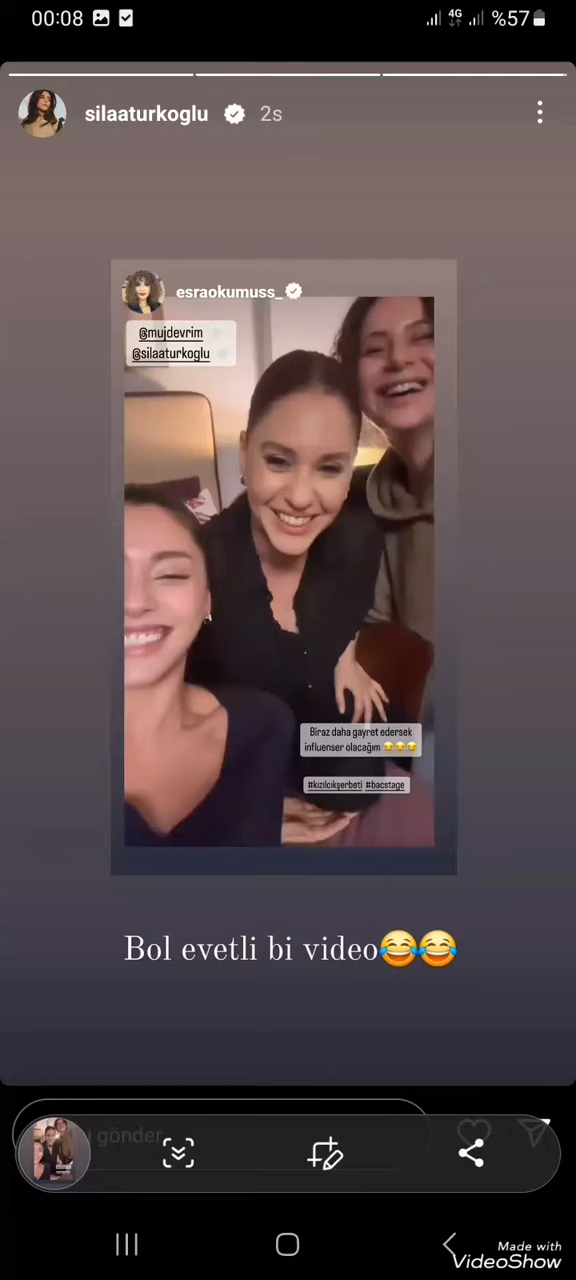 00:08
4G
%57
silaaturkoglu 2s
esraokumuss_
@mujdevrim
@silaaturkoglu
Biraz daha gayret edersek
influenser olacağım 😂😂😂
#kızılcıkşerbeti #bacstage
Bol evetli bi video😂😂
gönder
Made with
VideoShow